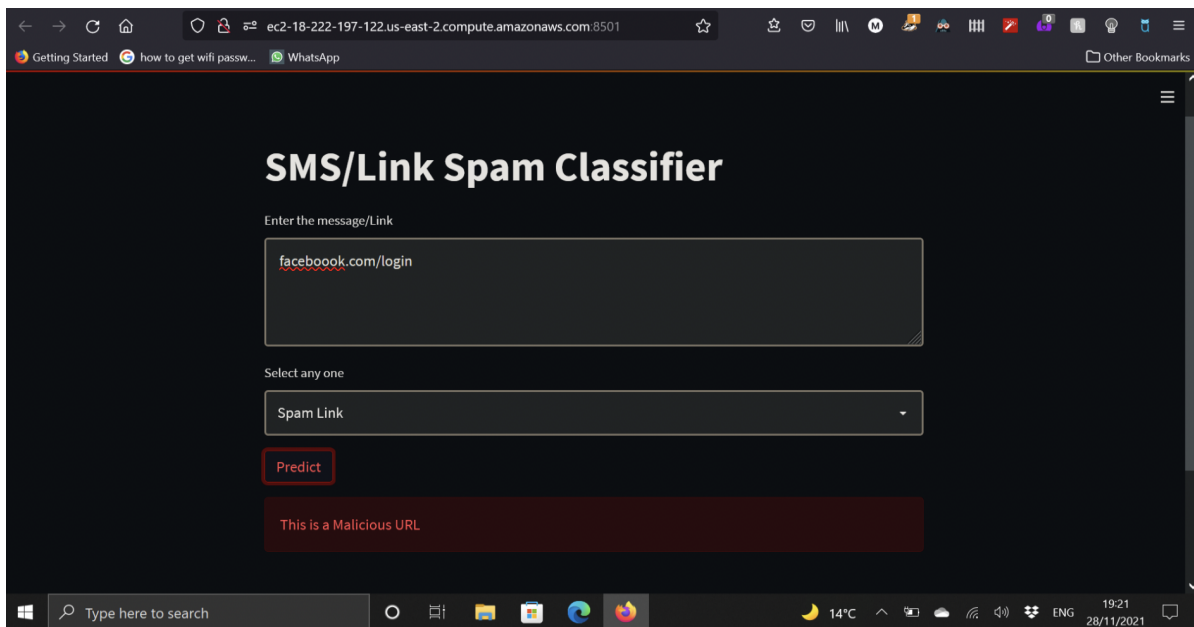 ec2-18-222-197-122.us-east-2.compute.amazonaws.com:8501
M
1
0
Getting Started
how to get wifi passw...
WhatsApp
Other Bookmarks
SMS/Link Spam Classifier
Enter the message/Link
faceboook.com/login
Select any one
Spam Link
Predict
This is a Malicious URL
Type here to search
14°C
ENG
19:21
28/11/2021